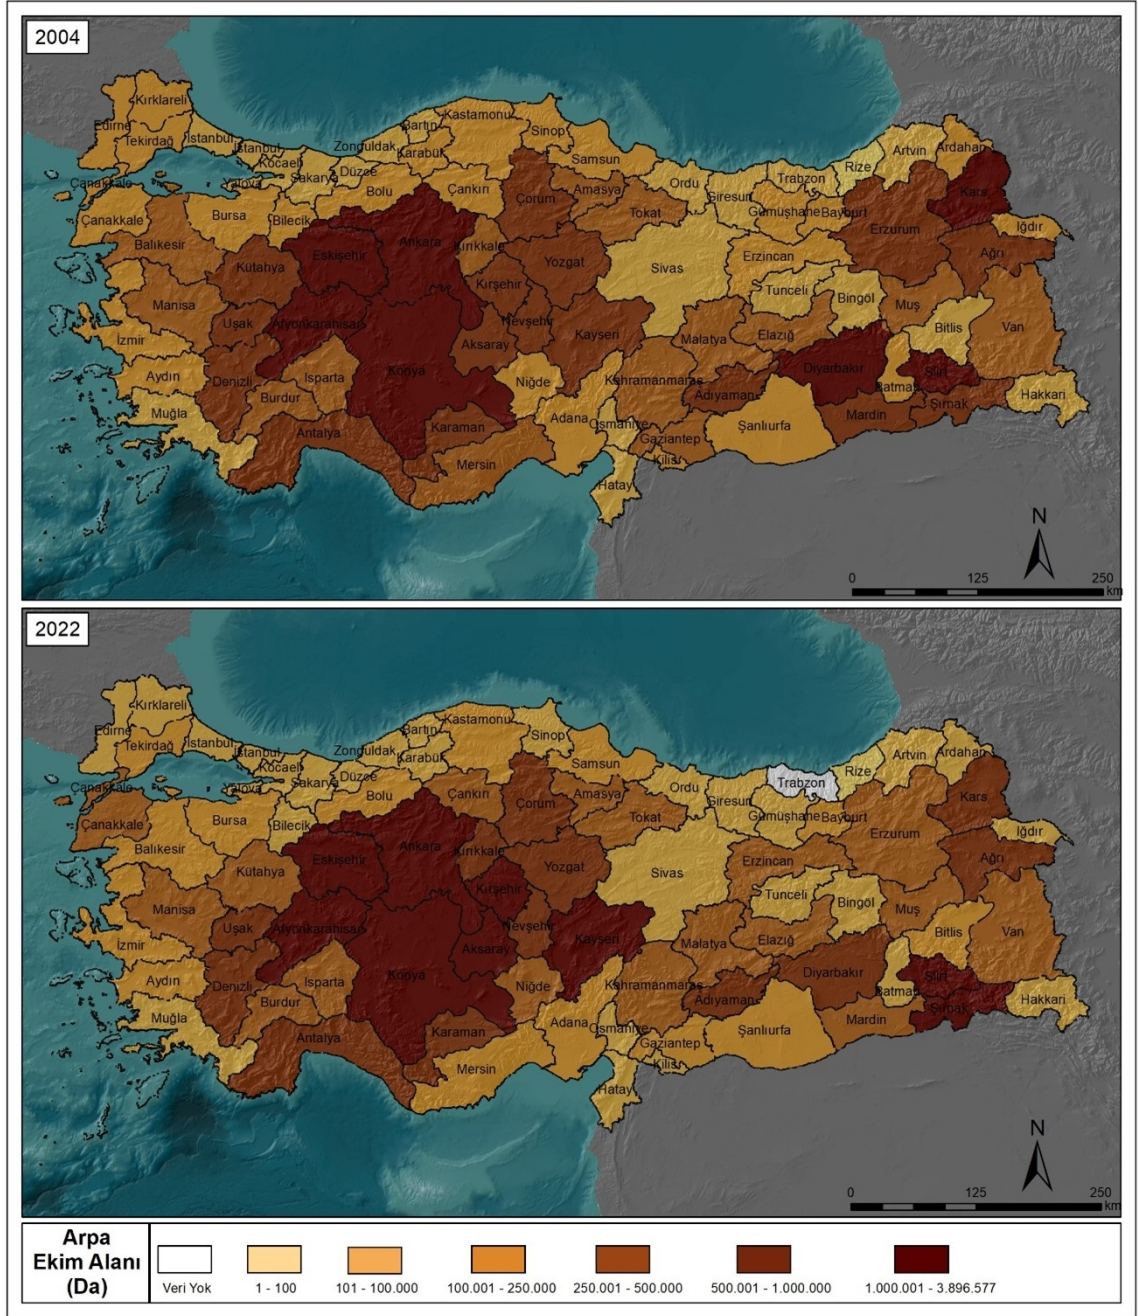 2004
Kırklareli
Edirne
Tekirdağ
İstanbul
İstanbul
Kocaeli
Yalova
Sakarya
Düzce
Zonguldak
Bartın
Karabük
Kastamonu
Sinop
Samsun
Çankırı
Bolu
Çanakkale
Çanakkale
Bursa
Bilecik
Balıkesir
Kütahya
Eskişehir
Ankara
Kırıkkale
Çorum
Amasya
Tokat
Ordu
Giresun
Trabzon
Gümüşhane
Bayburt
Rize
Artvin
Ardahan
Kars
Iğdır
Erzurum
Ağrı
Erzincan
Sivas
Yozgat
Kırşehir
Nevşehir
Kayseri
Aksaray
Manisa
Uşak
Afyonkarahisar
İzmir
Aydın
Denizli
Isparta
Burdur
Muğla
Antalya
Konya
Karaman
Niğde
Mersin
Adana
Osmaniye
Hatay
Kahramanmaraş
Gaziantep
Kilis
Malatya
Adıyaman
Şanlıurfa
Elazığ
Tunceli
Bingöl
Muş
Bitlis
Van
Diyarbakır
Batman
Siirt
Mardin
Şırnak
Hakkari
N
0 125 250
km
2022
Kırklareli
Edirne
Tekirdağ
İstanbul
İstanbul
Kocaeli
Yalova
Sakarya
Düzce
Zonguldak
Bartın
Karabük
Kastamonu
Sinop
Samsun
Çankırı
Bolu
Çanakkale
Çanakkale
Bursa
Bilecik
Balıkesir
Kütahya
Eskişehir
Ankara
Kırıkkale
Çorum
Amasya
Tokat
Ordu
Giresun
Trabzon
Gümüşhane
Bayburt
Rize
Artvin
Ardahan
Kars
Iğdır
Erzurum
Ağrı
Erzincan
Sivas
Yozgat
Kırşehir
Nevşehir
Kayseri
Aksaray
Manisa
Uşak
Afyonkarahisar
İzmir
Aydın
Denizli
Isparta
Burdur
Muğla
Antalya
Konya
Karaman
Niğde
Mersin
Adana
Osmaniye
Hatay
Kahramanmaraş
Gaziantep
Kilis
Malatya
Adıyaman
Şanlıurfa
Elazığ
Tunceli
Bingöl
Muş
Bitlis
Van
Diyarbakır
Batman
Siirt
Mardin
Şırnak
Hakkari
N
0 125 250
km
Arpa
Ekim Alanı
(Da)
Veri Yok
1 - 100
101 - 100.000
100.001 - 250.000
250.001 - 500.000
500.001 - 1.000.000
1.000.001 - 3.896.577